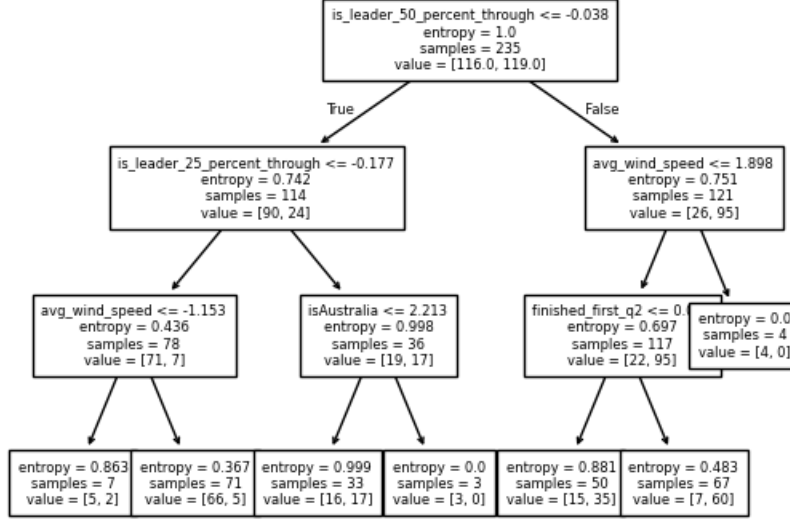 is_leader_50_percent_through <= -0.038
entropy = 1.0
samples = 235
value = [116.0, 119.0]
True
False
is_leader_25_percent_through <= -0.177
entropy = 0.742
samples = 114
value = [90, 24]
avg_wind_speed <= 1.898
entropy = 0.751
samples = 121
value = [26, 95]
avg_wind_speed <= -1.153
entropy = 0.436
samples = 78
value = [71, 7]
isAustralia <= 2.213
entropy = 0.998
samples = 36
value = [19, 17]
finished_first_q2 <=
entropy = 0.697
samples = 117
value = [22, 95]
entropy = 0.0
samples = 4
value = [4, 0]
entropy = 0.863
samples = 7
value = [5, 2]
entropy = 0.367
samples = 71
value = [66, 5]
entropy = 0.999
samples = 33
value = [16, 17]
entropy = 0.0
samples = 3
value = [3, 0]
entropy = 0.881
samples = 50
value = [15, 35]
entropy = 0.483
samples = 67
value = [7, 60]